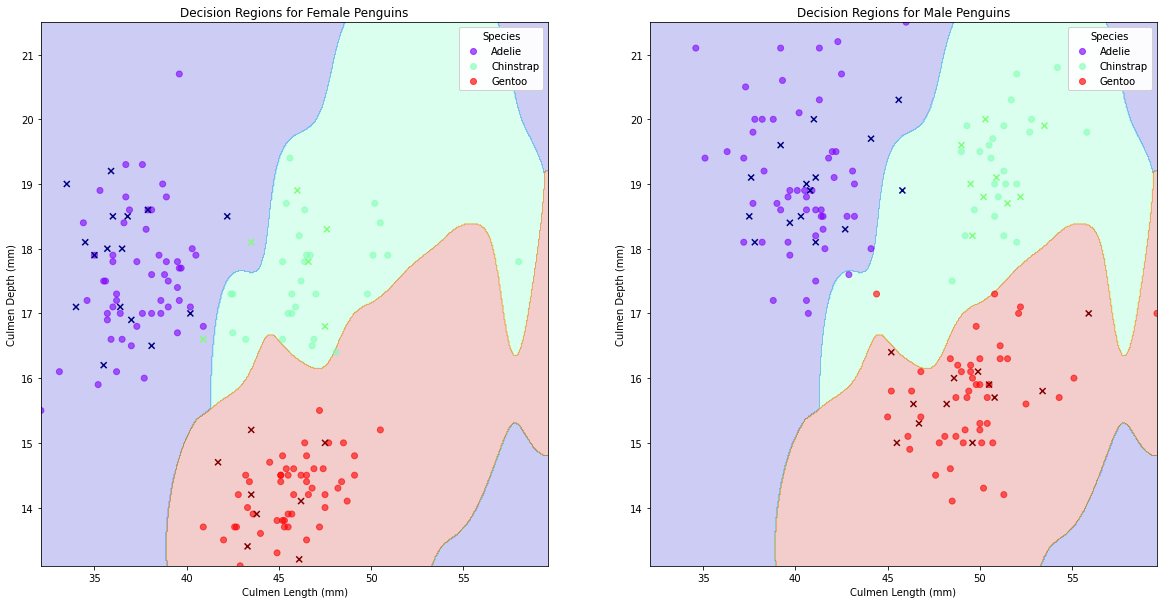 Decision Regions for Female Penguins
Species
Adelie
Chinstrap
Gentoo
21
20
19
18
17
16
15
14
Culmen Depth (mm)
35 40 45 50 55
Culmen Length (mm)
Decision Regions for Male Penguins
Species
Adelie
Chinstrap
Gentoo
21
20
19
18
17
16
15
14
Culmen Depth (mm)
35 40 45 50 55
Culmen Length (mm)